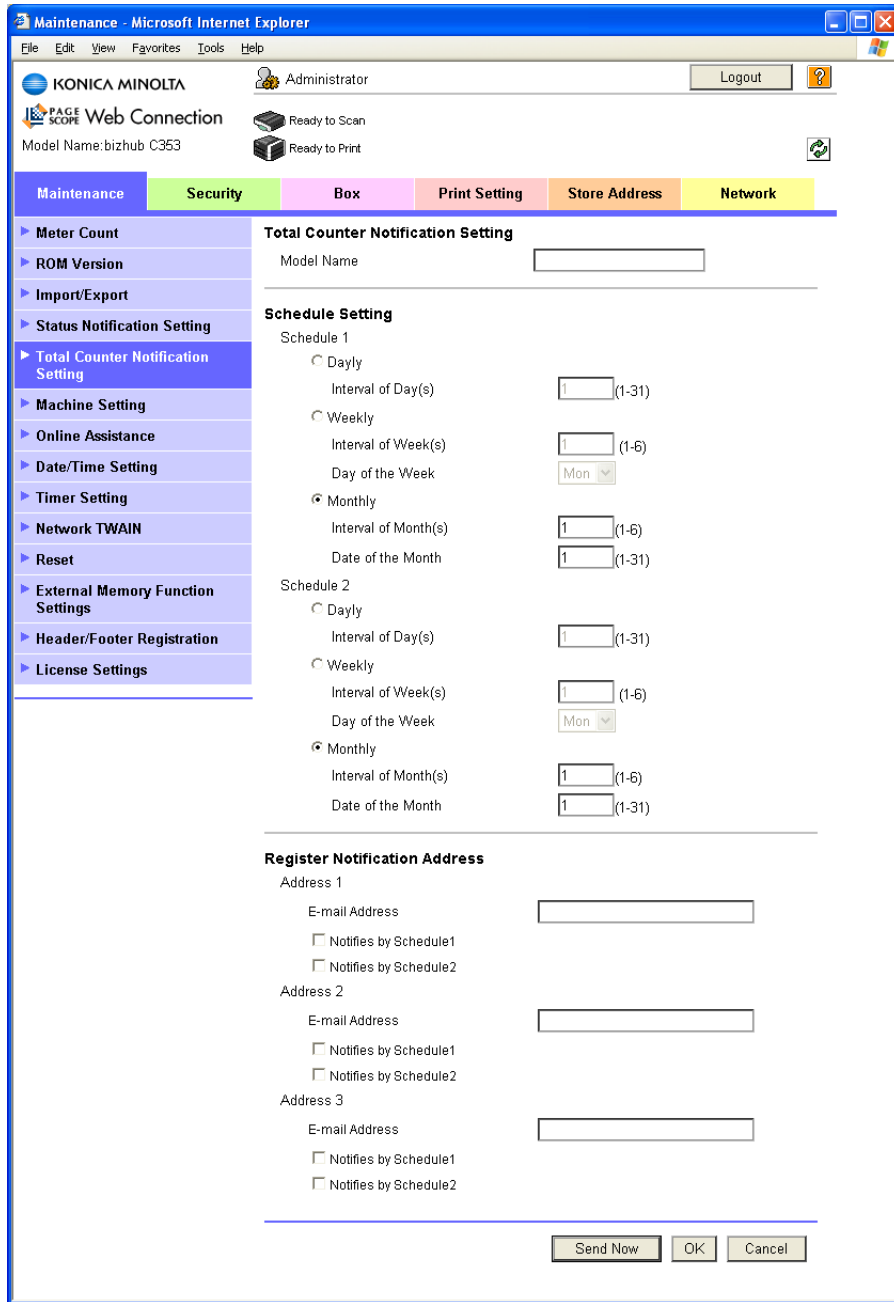 Maintenance - Microsoft Internet Explorer
File Edit View Favorites Tools Help
KONICA MINOLTA
Administrator
Logout
?
PAGE SCOPE Web Connection
Ready to Scan
Model Name:bizhub C353
Ready to Print
Maintenance Security Box Print Setting Store Address Network
Meter Count
ROM Version
Import/Export
Status Notification Setting
Total Counter Notification
Setting
Machine Setting
Online Assistance
Date/Time Setting
Timer Setting
Network TWAIN
Reset
External Memory Function
Settings
Header/Footer Registration
License Settings
Total Counter Notification Setting
Model Name
Schedule Setting
Schedule 1
Dayly
Interval of Day(s) 1 (1-31)
Weekly
Interval of Week(s) 1 (1-6)
Day of the Week Mon
Monthly
Interval of Month(s) 1 (1-6)
Date of the Month 1 (1-31)
Schedule 2
Dayly
Interval of Day(s) 1 (1-31)
Weekly
Interval of Week(s) 1 (1-6)
Day of the Week Mon
Monthly
Interval of Month(s) 1 (1-6)
Date of the Month 1 (1-31)
Register Notification Address
Address 1
E-mail Address
Notifies by Schedule1
Notifies by Schedule2
Address 2
E-mail Address
Notifies by Schedule1
Notifies by Schedule2
Address 3
E-mail Address
Notifies by Schedule1
Notifies by Schedule2
Send Now OK Cancel